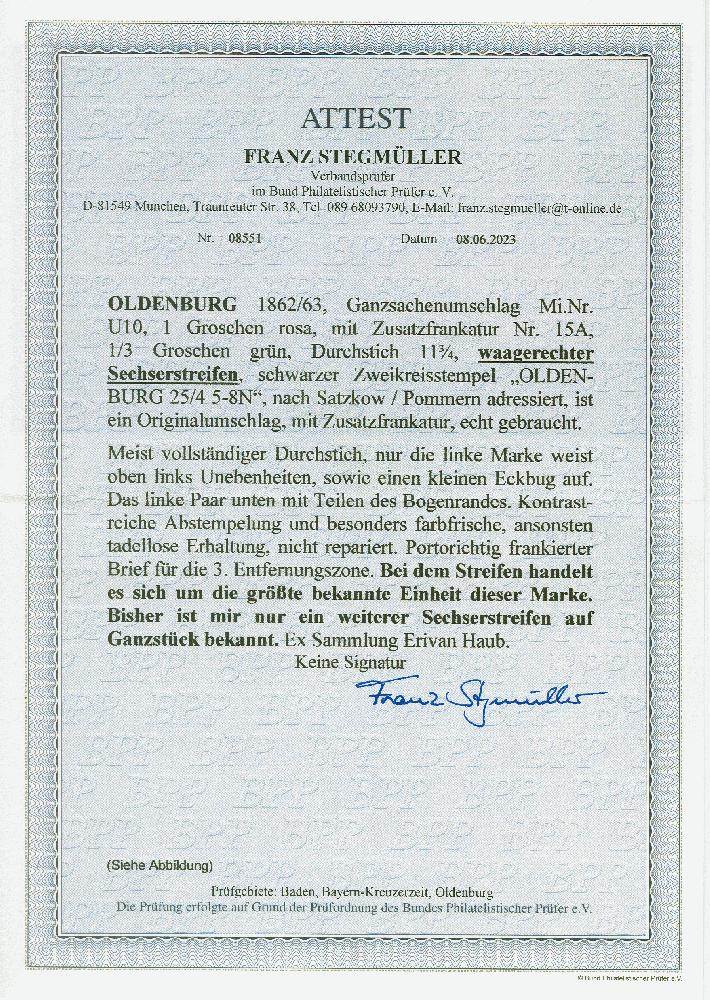 ATTEST
FRANZ STEGMÜLLER
Verbandsprüfer
im Bund Philatelistischer Prüfer e. V.
D-81549 München, Traunreuter Str. 38, Tel. 089 68093790, E-Mail: franz.stegmueller@t-online.de
Nr. 08551 Datum 08.06.2023
OLDENBURG 1862/63, Ganzsachenumschlag Mi.Nr.
U10, 1 Groschen rosa, mit Zusatzfrankatur Nr. 15A,
1/3 Groschen grün, Durchstich 11¾, waagerechter
Sechserstreifen, schwarzer Zweikreisstempel „OLDEN-
BURG 25/4 5-8N“, nach Satzkow / Pommern adressiert, ist
ein Originalumschlag, mit Zusatzfrankatur, echt gebraucht.
Meist vollständiger Durchstich, nur die linke Marke weist
oben links Unebenheiten, sowie einen kleinen Eckbug auf.
Das linke Paar unten mit Teilen des Bogenrandes. Kontrast-
reiche Abstempelung und besonders farbfrische, ansonsten
tadellose Erhaltung, nicht repariert. Portorichtig frankierter
Brief für die 3. Entfernungszone. Bei dem Streifen handelt
es sich um die größte bekannte Einheit dieser Marke.
Bisher ist mir nur ein weiterer Sechserstreifen auf
Ganzstück bekannt. Ex Sammlung Erivan Haub.
Keine Signatur
Franz Stegmüller
(Siehe Abbildung)
Prüfgebiete: Baden, Bayern-Kreuzerzeit, Oldenburg
Die Prüfung erfolgte auf Grund der Prüfordnung des Bundes Philatelistischer Prüfer e.V.
© Bund Philatelistischer Prüfer e.V.